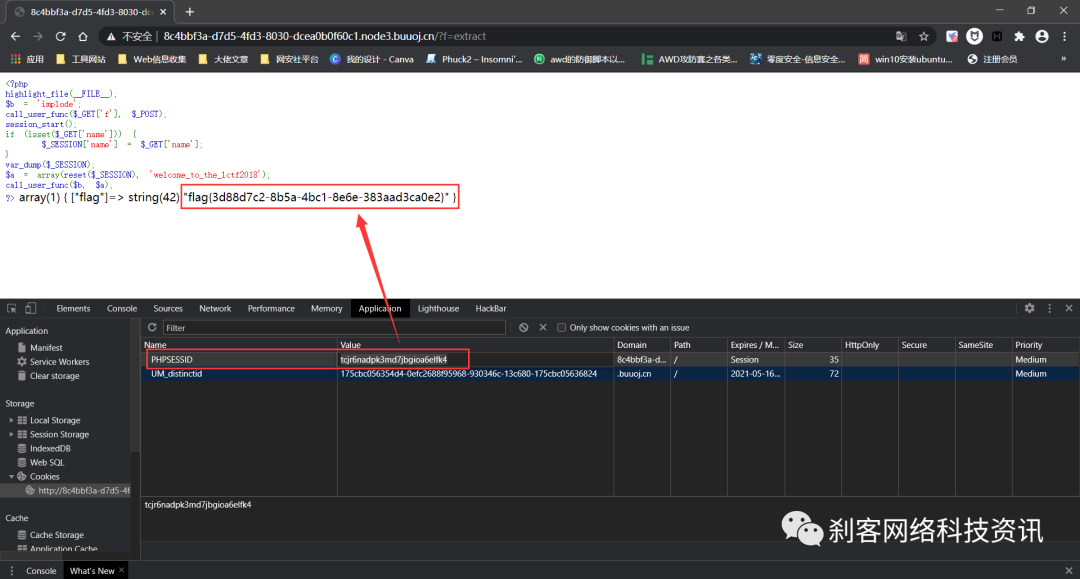 8c4bbf3a-d7d5-4fd3-8030-dce
不安全 | 8c4bbf3a-d7d5-4fd3-8030-dcea0b0f60c1.node3.buuoj.cn/?f=extract
应用 工具网站 Web信息收集 大佬文章 网安社平台 我的设计 - Canva Phuck2 – Insomni'... awd的防御脚本以... AWD攻防赛之各类... 零度安全-信息安全... win10安装ubuntu... 注册会员 »
<?php
highlight_file(__FILE__);
$b = 'implode';
call_user_func($_GET['f'], $_POST);
session_start();
if (isset($_GET['name'])) {
$_SESSION['name'] = $_GET['name'];
}
var_dump($_SESSION);
$a = array(reset($_SESSION), 'welcome_to_the_lctf2018');
call_user_func($b, $a);
?> array(1) { ["flag"]=> string(42) "flag{3d88d7c2-8b5a-4bc1-8e6e-383aad3ca0e2}" }
Elements Console Sources Network Performance Memory Application Lighthouse HackBar
Application
Manifest
Service Workers
Clear storage
Storage
Local Storage
Session Storage
IndexedDB
Web SQL
Cookies
http://8c4bbf3a-d7d5-4f
Cache
Cache Storage
Application Cache
Filter Only show cookies with an issue
Name Value Domain Path Expires / M... Size HttpOnly Secure SameSite Priority
PHPSESSID tcjr6nadpk3md7jbgioa6elfk4 8c4bbf3a-d... / Session 35 Medium
UM_distinctid 175cbc056354d4-0efc2688f95968-930346c-13c680-175cbc05636824 .buuoj.cn / 2021-05-16... 72 Medium
tcjr6nadpk3md7jbgioa6elfk4
刹客网络科技资讯
Console What's New